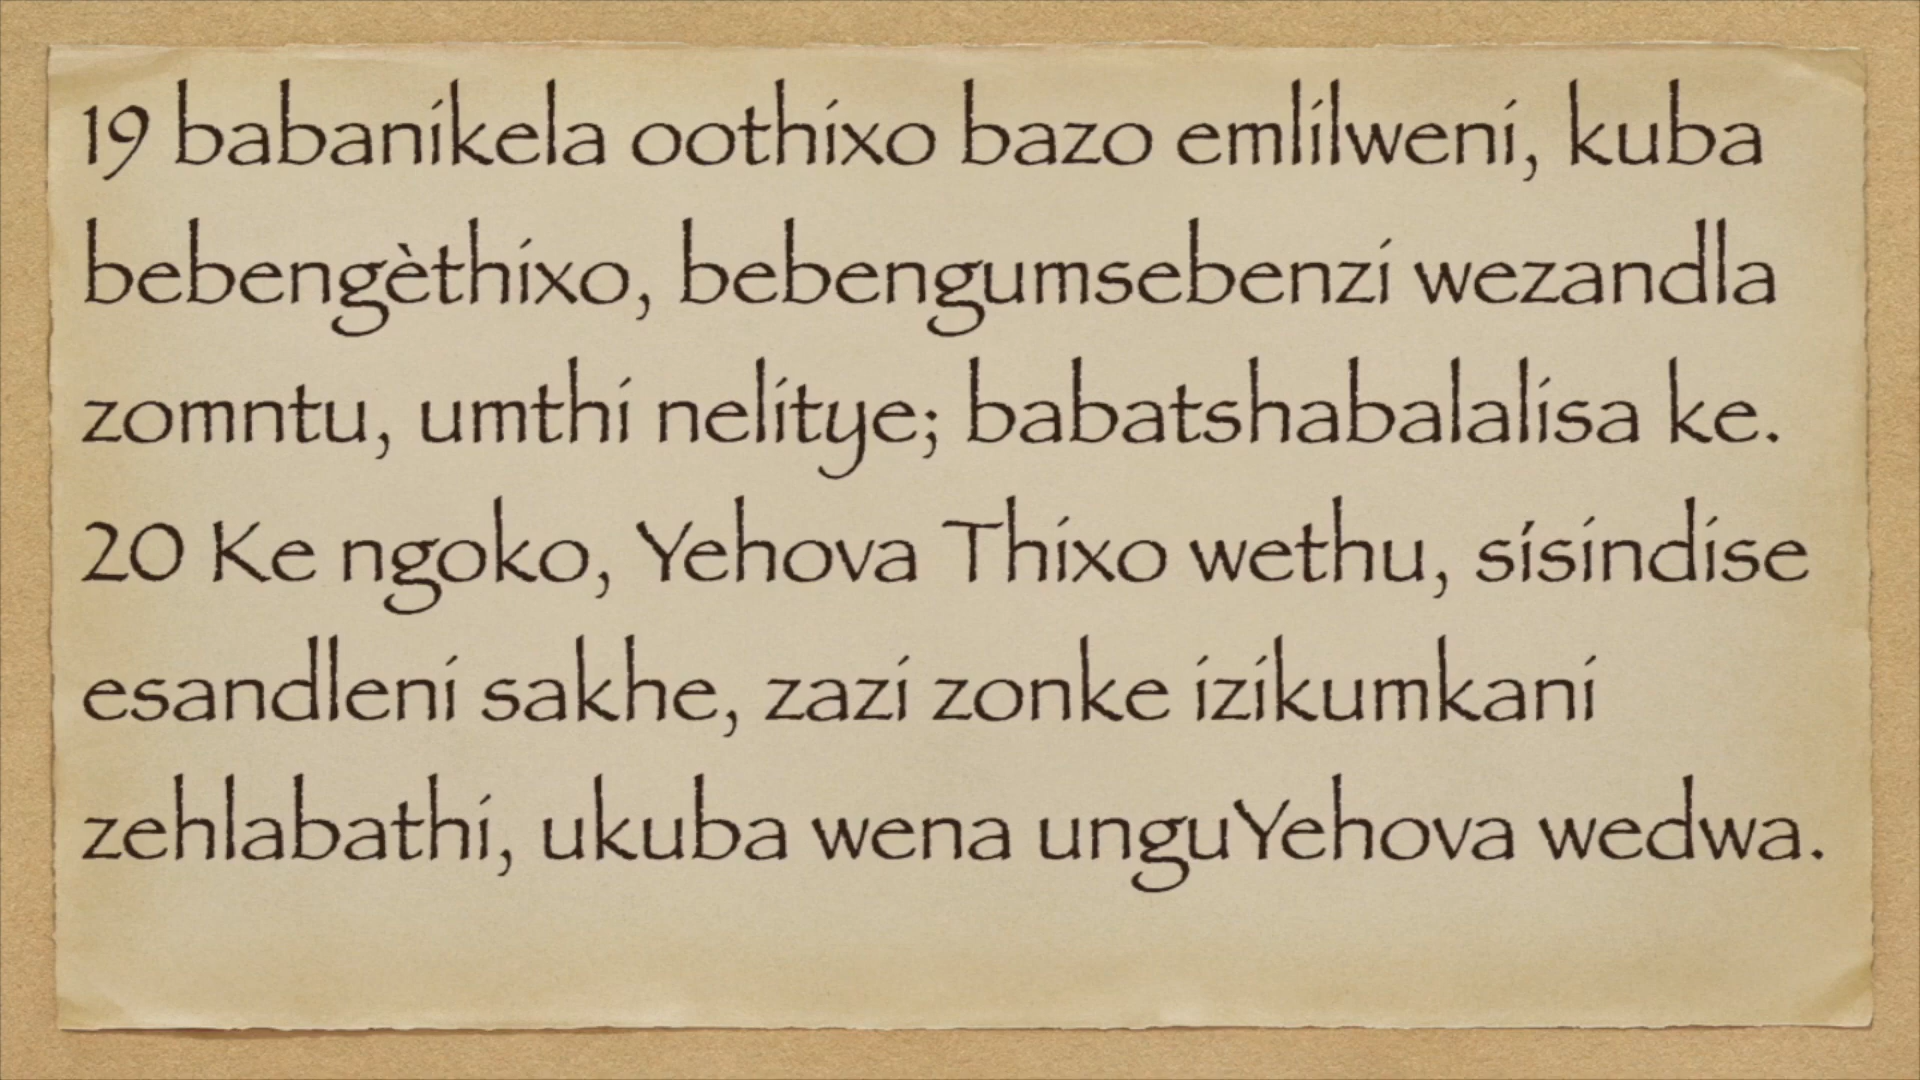 19 babanikela oothixo bazo emlilweni, kuba
bebengèthixo, bebengumsebenzi wezandla
zomntu, umthi nelitye; babatshabalalisa ke.
20 Ke ngoko, Yehova Thixo wethu, sísindise
esandleni sakhe, zazi zonke izikumkani
zehlabathi, ukuba wena unguYehova wedwa.